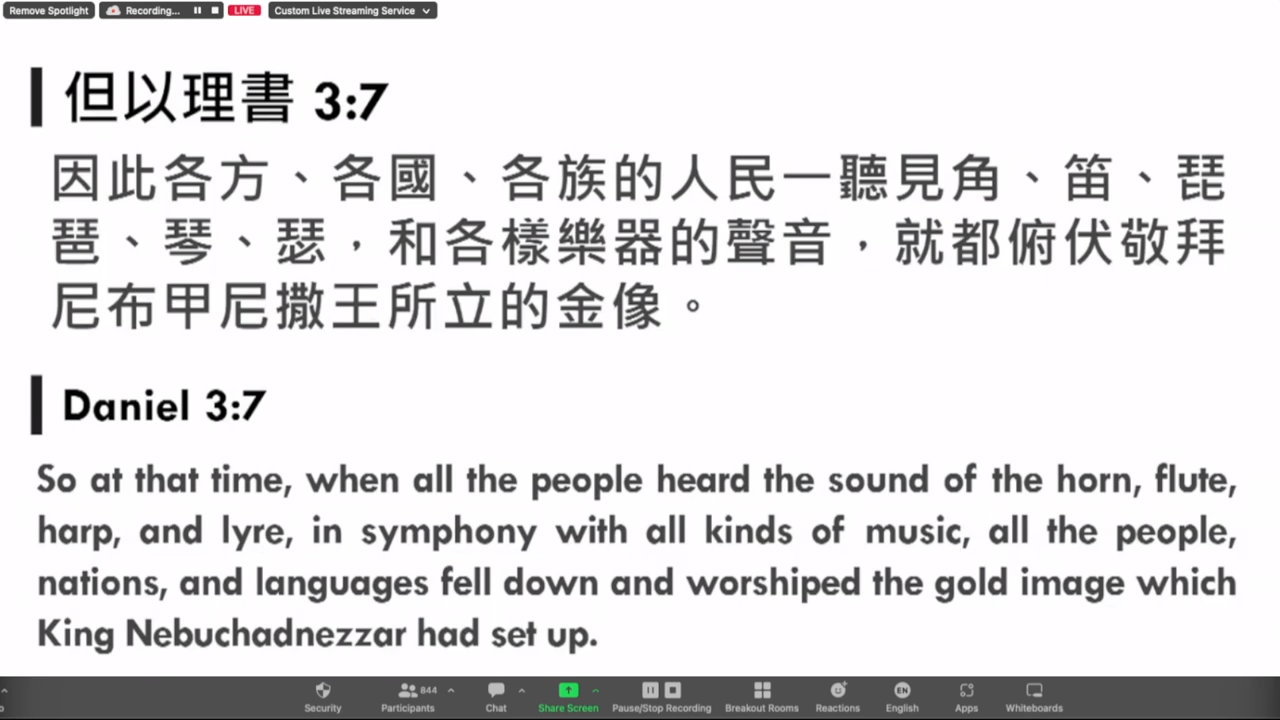 Remove Spotlight Recording... LIVE Custom Live Streaming Service
但以理書 3:7
因此各方、各國、各族的人民一聽見角、笛、琵
琶、琴、瑟,和各樣樂器的聲音,就都俯伏敬拜
尼布甲尼撒王所立的金像。
Daniel 3:7
So at that time, when all the people heard the sound of the horn, flute,
harp, and lyre, in symphony with all kinds of music, all the people,
nations, and languages fell down and worshiped the gold image which
King Nebuchadnezzar had set up.
844 EN
Security Participants Chat Share Screen Pause/Stop Recording Breakout Rooms Reactions English Apps Whiteboards